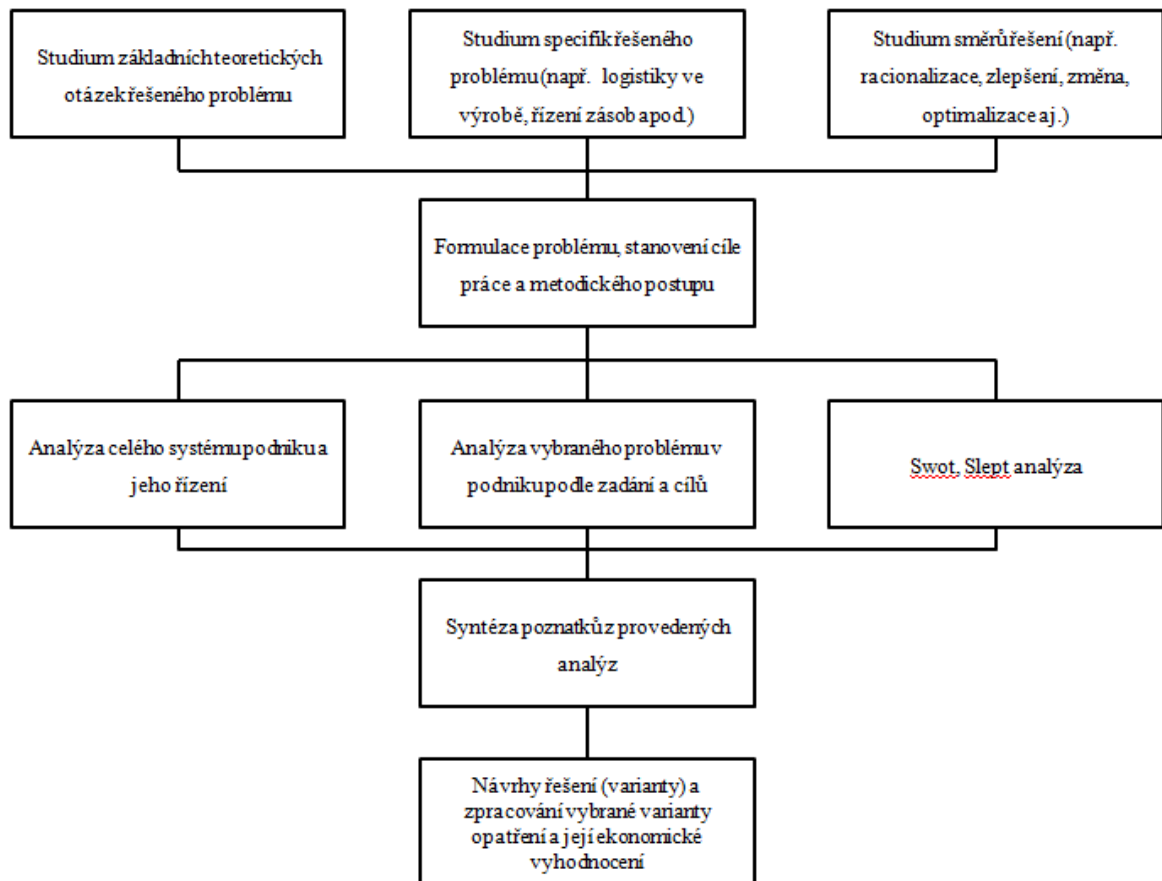 Studium základních teoretických
otázek řešeného problému
Studium specifik řešeného
problému (např. logistiky ve
výrobě, řízení zásob apod.)
Studium směrů řešení (např.
racionalizace, zlepšení, změna,
optimalizace aj.)
Formulace problému, stanovení cíle
práce a metodického postupu
Analýza celého systému podniku a
jeho řízení
Analýza vybraného problému v
podniku podle zadání a cílů
Swot, Slept analýza
Syntéza poznatků z provedených
analýz
Návrhy řešení (varianty) a
zpracování vybrané varianty
opatření a její ekonomické
vyhodnocení